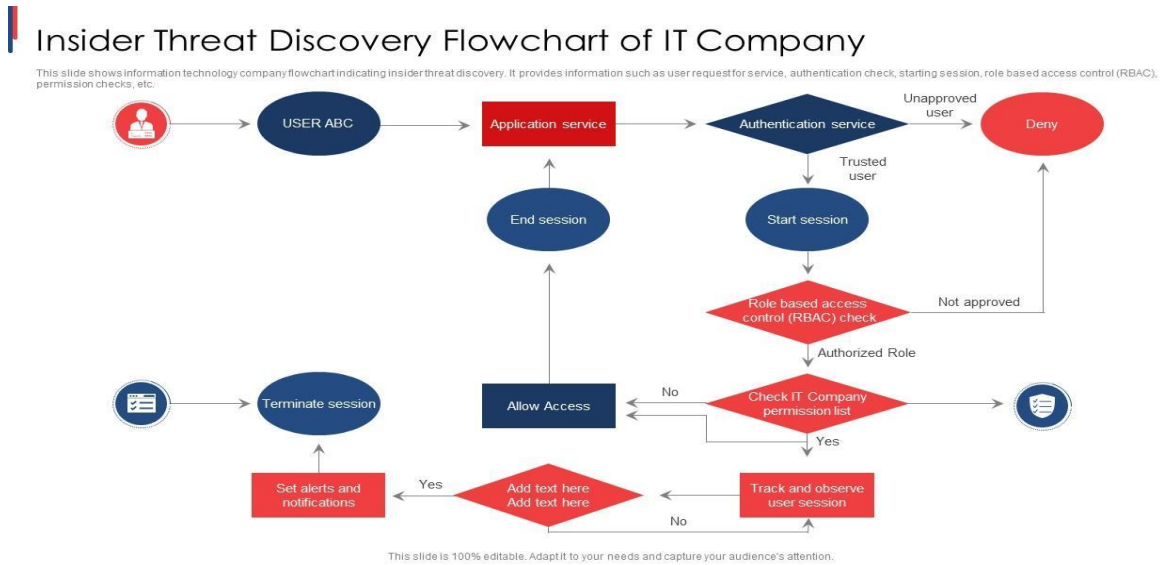 Insider Threat Discovery Flowchart of IT Company
This slide shows information technology company flowchart indicating insider threat discovery. It provides information such as user request for service, authentication check, starting session, role based access control (RBAC),
permission checks, etc.
USER ABC
Application service
Authentication service
Unapproved
user
Deny
Trusted
user
End session
Start session
Role based access
control (RBAC) check
Not approved
Authorized Role
Terminate session
Allow Access
No
Check IT Company
permission list
Yes
Set alerts and
notifications
Yes
Add text here
Add text here
Track and observe
user session
No
This slide is 100% editable. Adapt it to your needs and capture your audience's attention.